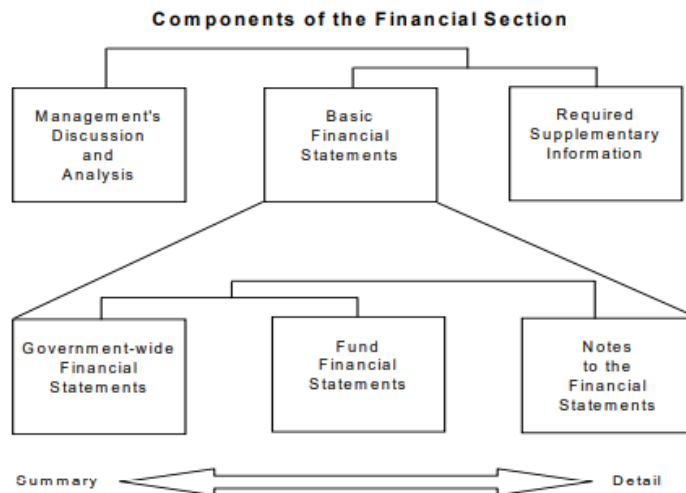 Components of the Financial Section
Management's
Discussion
and
Analysis
Basic
Financial
Statements
Required
Supplementary
Information
Government-wide
Financial
Statements
Fund
Financial
Statements
Notes
to the
Financial
Statements
Summary
Detail